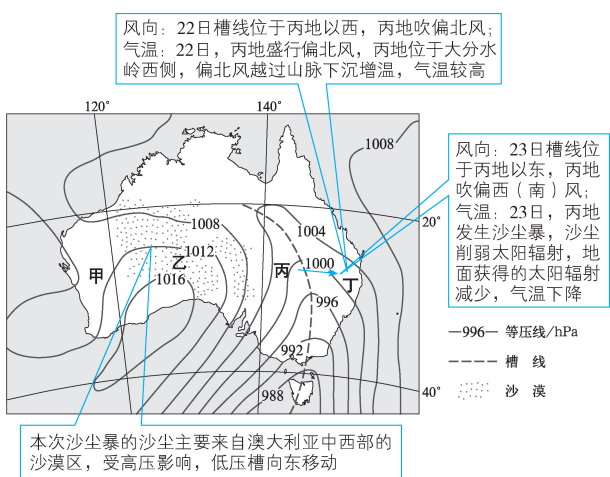 风向：22日槽线位于丙地以西，丙地吹偏北风；
气温：22日，丙地盛行偏北风，丙地位于大分水
岭西侧，偏北风越过山脉下沉增温，气温较高
120°
140°
1008
风向：23日槽线位
于丙地以东，丙地
吹偏西（南）风；
气温：23日，丙地
发生沙尘暴，沙尘
削弱太阳辐射，地
面获得的太阳辐射
减少，气温下降
20°
1008
1004
1012
乙
1000
甲
丙
丁
1016
996
992
988
40°
—996— 等压线/hPa
槽 线
沙 漠
本次沙尘暴的沙尘主要来自澳大利亚中西部的
沙漠区，受高压影响，低压槽向东移动